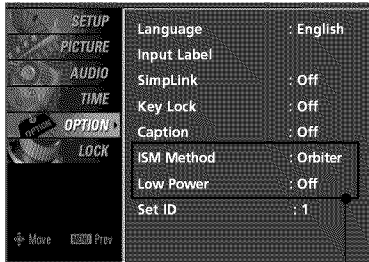 SETUP
PICTURE
AUDIO
TIME
OPTION
LOCK
Move MENU Prev
Language : English
Input Label
SimpLink : Off
Key Lock : Off
Caption : Off
ISM Method : Orbiter
Low Power : Off
Set ID : 1